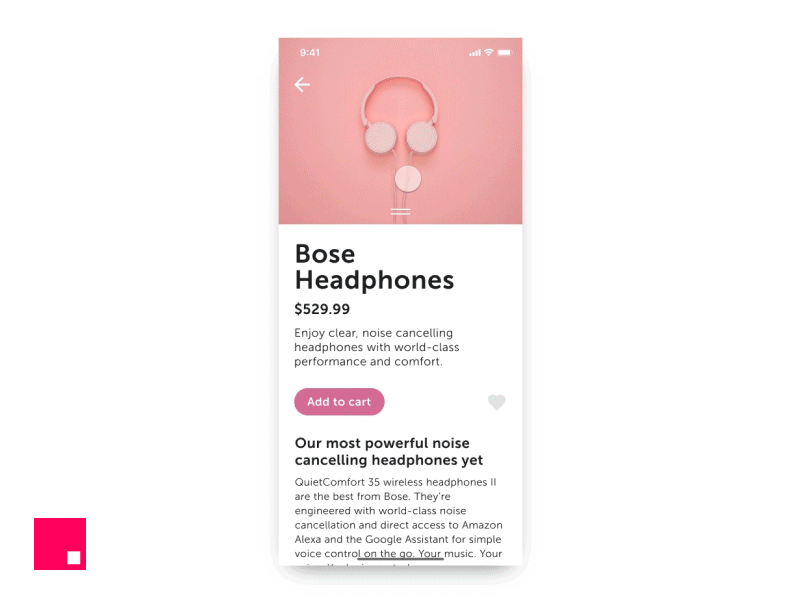 9:41
Bose
Headphones
$529.99
Enjoy clear, noise cancelling
headphones with world-class
performance and comfort.
Add to cart
Our most powerful noise
cancelling headphones yet
QuietComfort 35 wireless headphones II
are the best from Bose. They're
engineered with world-class noise
cancellation and direct access to Amazon
Alexa and the Google Assistant for simple
voice control on the go. Your music. Your